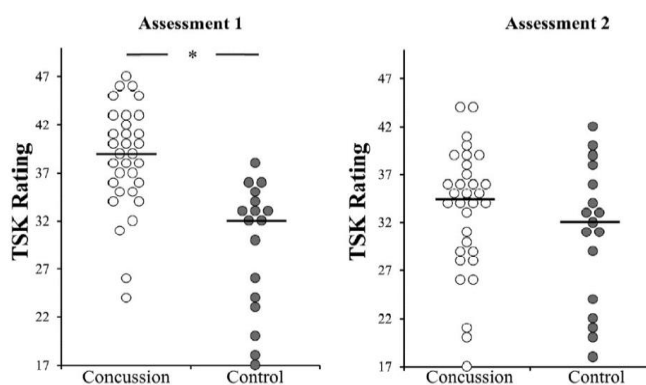 Assessment 1
Assessment 2
*
TSK Rating
47
42
37
32
27
22
17
Concussion
Control
TSK Rating
47
42
37
32
27
22
17
Concussion
Control